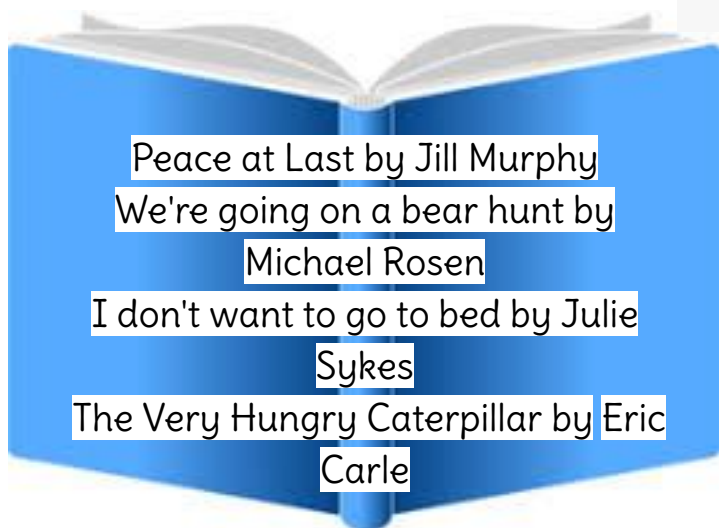 Peace at Last by Jill Murphy
We're going on a bear hunt by
Michael Rosen
I don't want to go to bed by Julie
Sykes
The Very Hungry Caterpillar by Eric
Carle